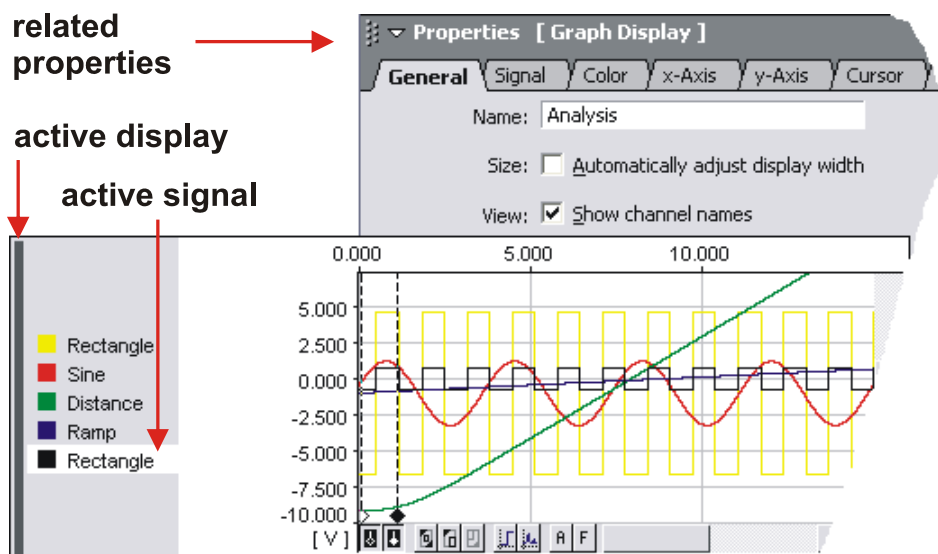 related
properties
Properties [ Graph Display ]
General Signal Color x-Axis y-Axis Cursor
Name: Analysis
active display
Size: Automatically adjust display width
active signal
View: Show channel names
0.000 5.000 10.000
5.000
2.500
0.000
-2.500
-5.000
-7.500
-10.000
[ V ]
Rectangle
Sine
Distance
Ramp
Rectangle
A F